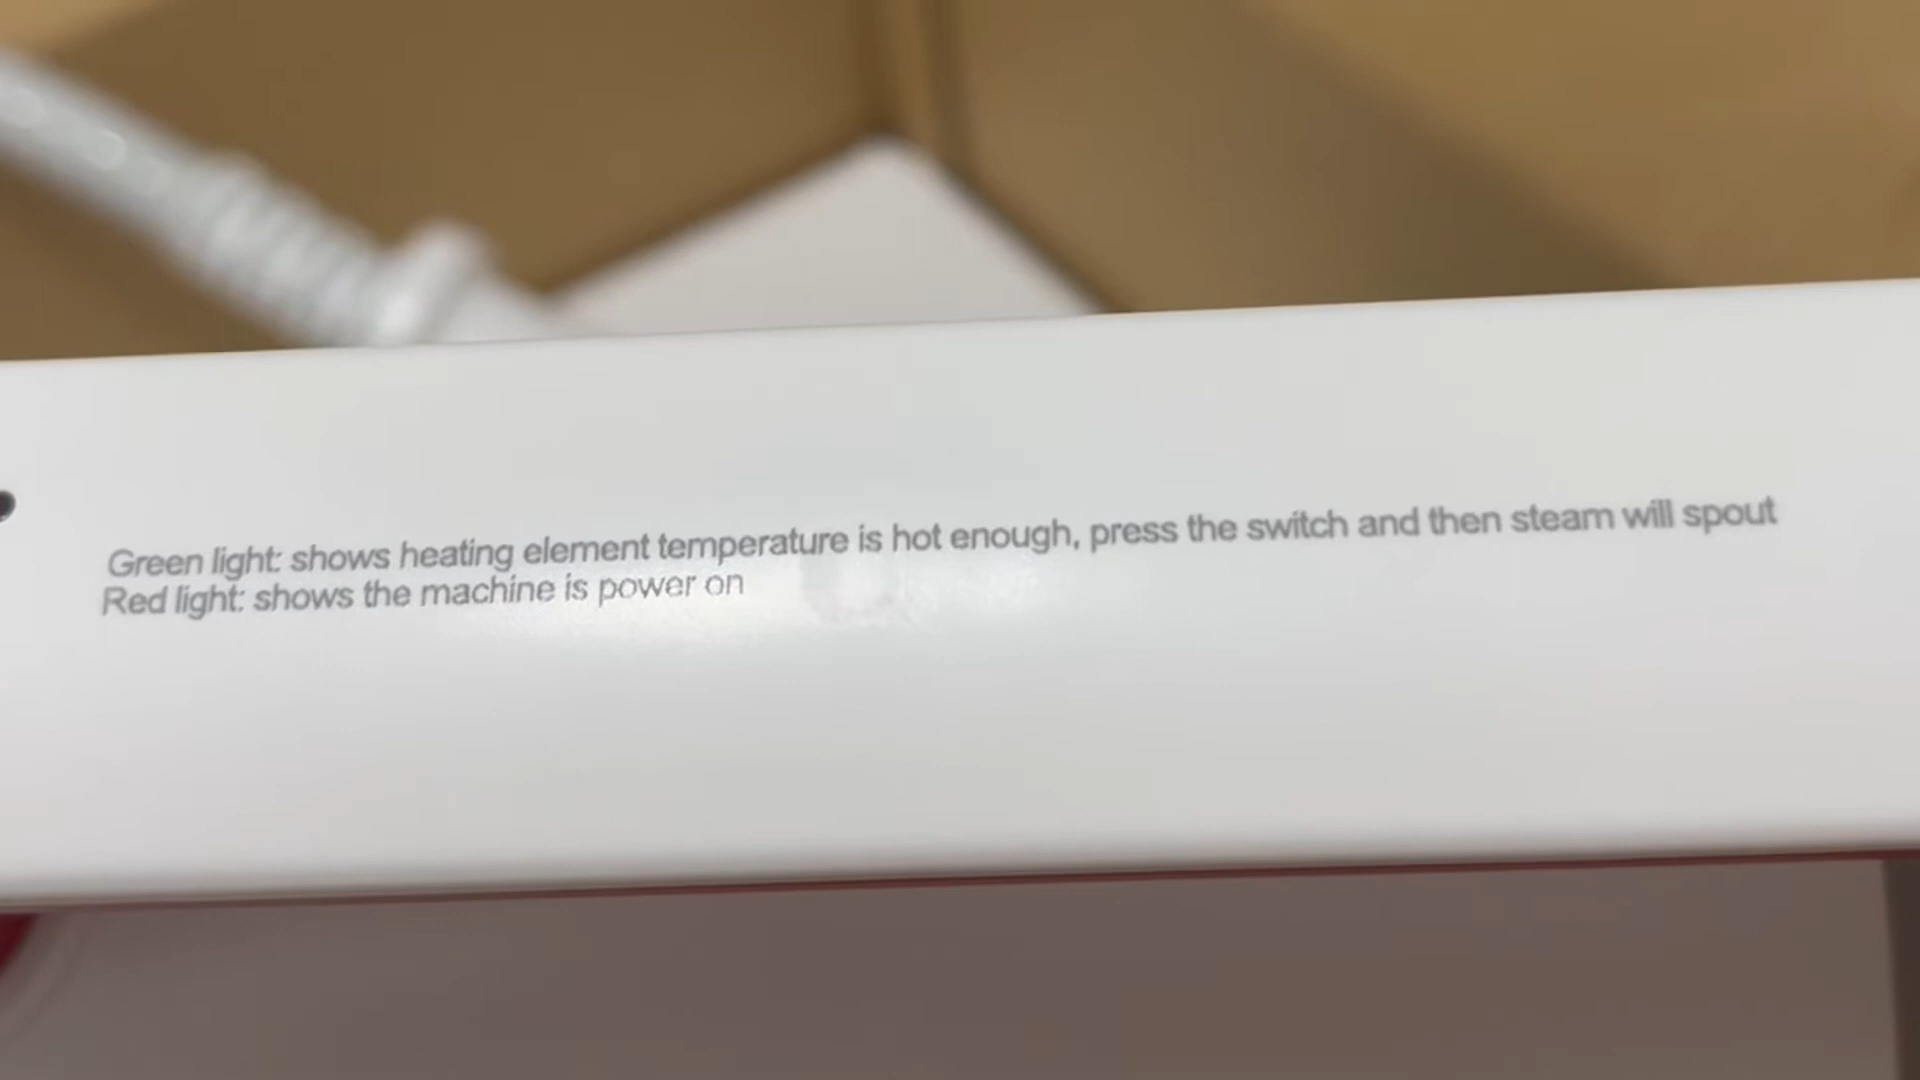 Green light: shows heating element temperature is hot enough, press the switch and then steam will spout
Red light: shows the machine is power on